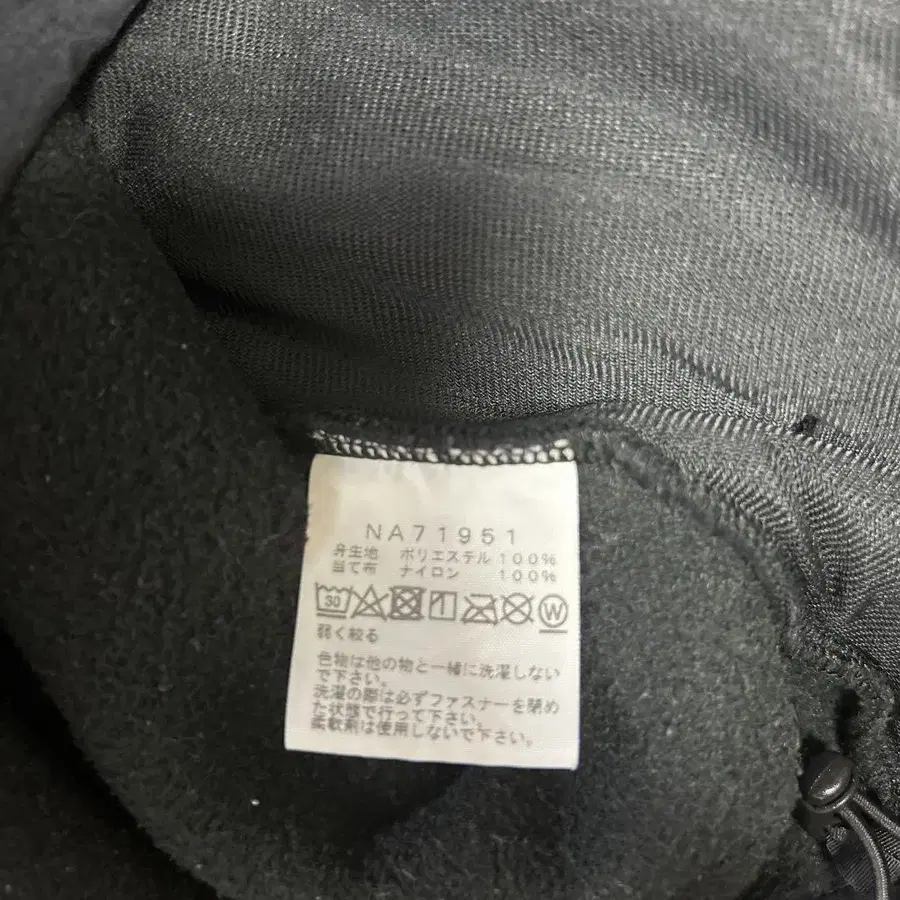 NA71951
身生地 ポリエステル 100%
当て布 ナイロン 100%
30 W
弱く絞る
色物は他の物と一緒に洗濯しない
で下さい。
洗濯の際は必ずファスナーを閉め
た状態で行って下さい。
柔軟剤は使用しないで下さい。